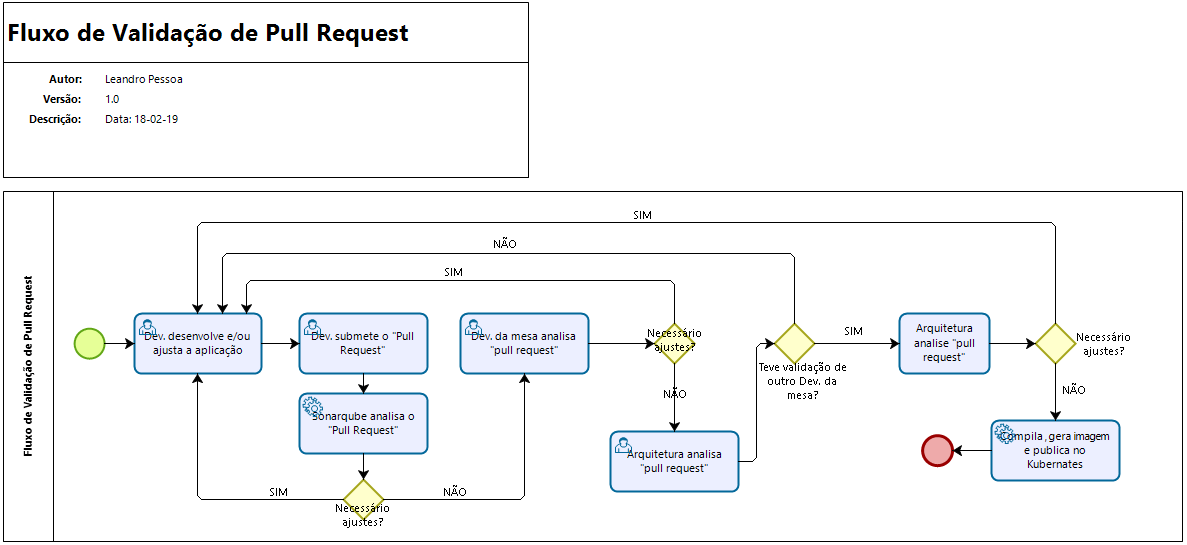 Fluxo de Validação de Pull Request
Autor: Leandro Pessoa
Versão: 1.0
Descrição: Data: 18-02-19
Fluxo de Validação de Pull Request
SIM
NÃO
SIM
Dev. desenvolve e/ou
ajusta a aplicação
Dev. submete o "Pull
Request"
Dev. da mesa analisa
"pull request"
Necessário
ajustes?
SIM
Teve validação de
outro Dev. da
mesa?
Arquitetura
analise "pull
request"
Necessário
ajustes?
NÃO
NÃO
Sonarqube analisa o
"Pull Request"
Arquitetura analisa
"pull request"
Compila , gera imagem
e publica no
Kubernates
SIM
NÃO
Necessário
ajustes?